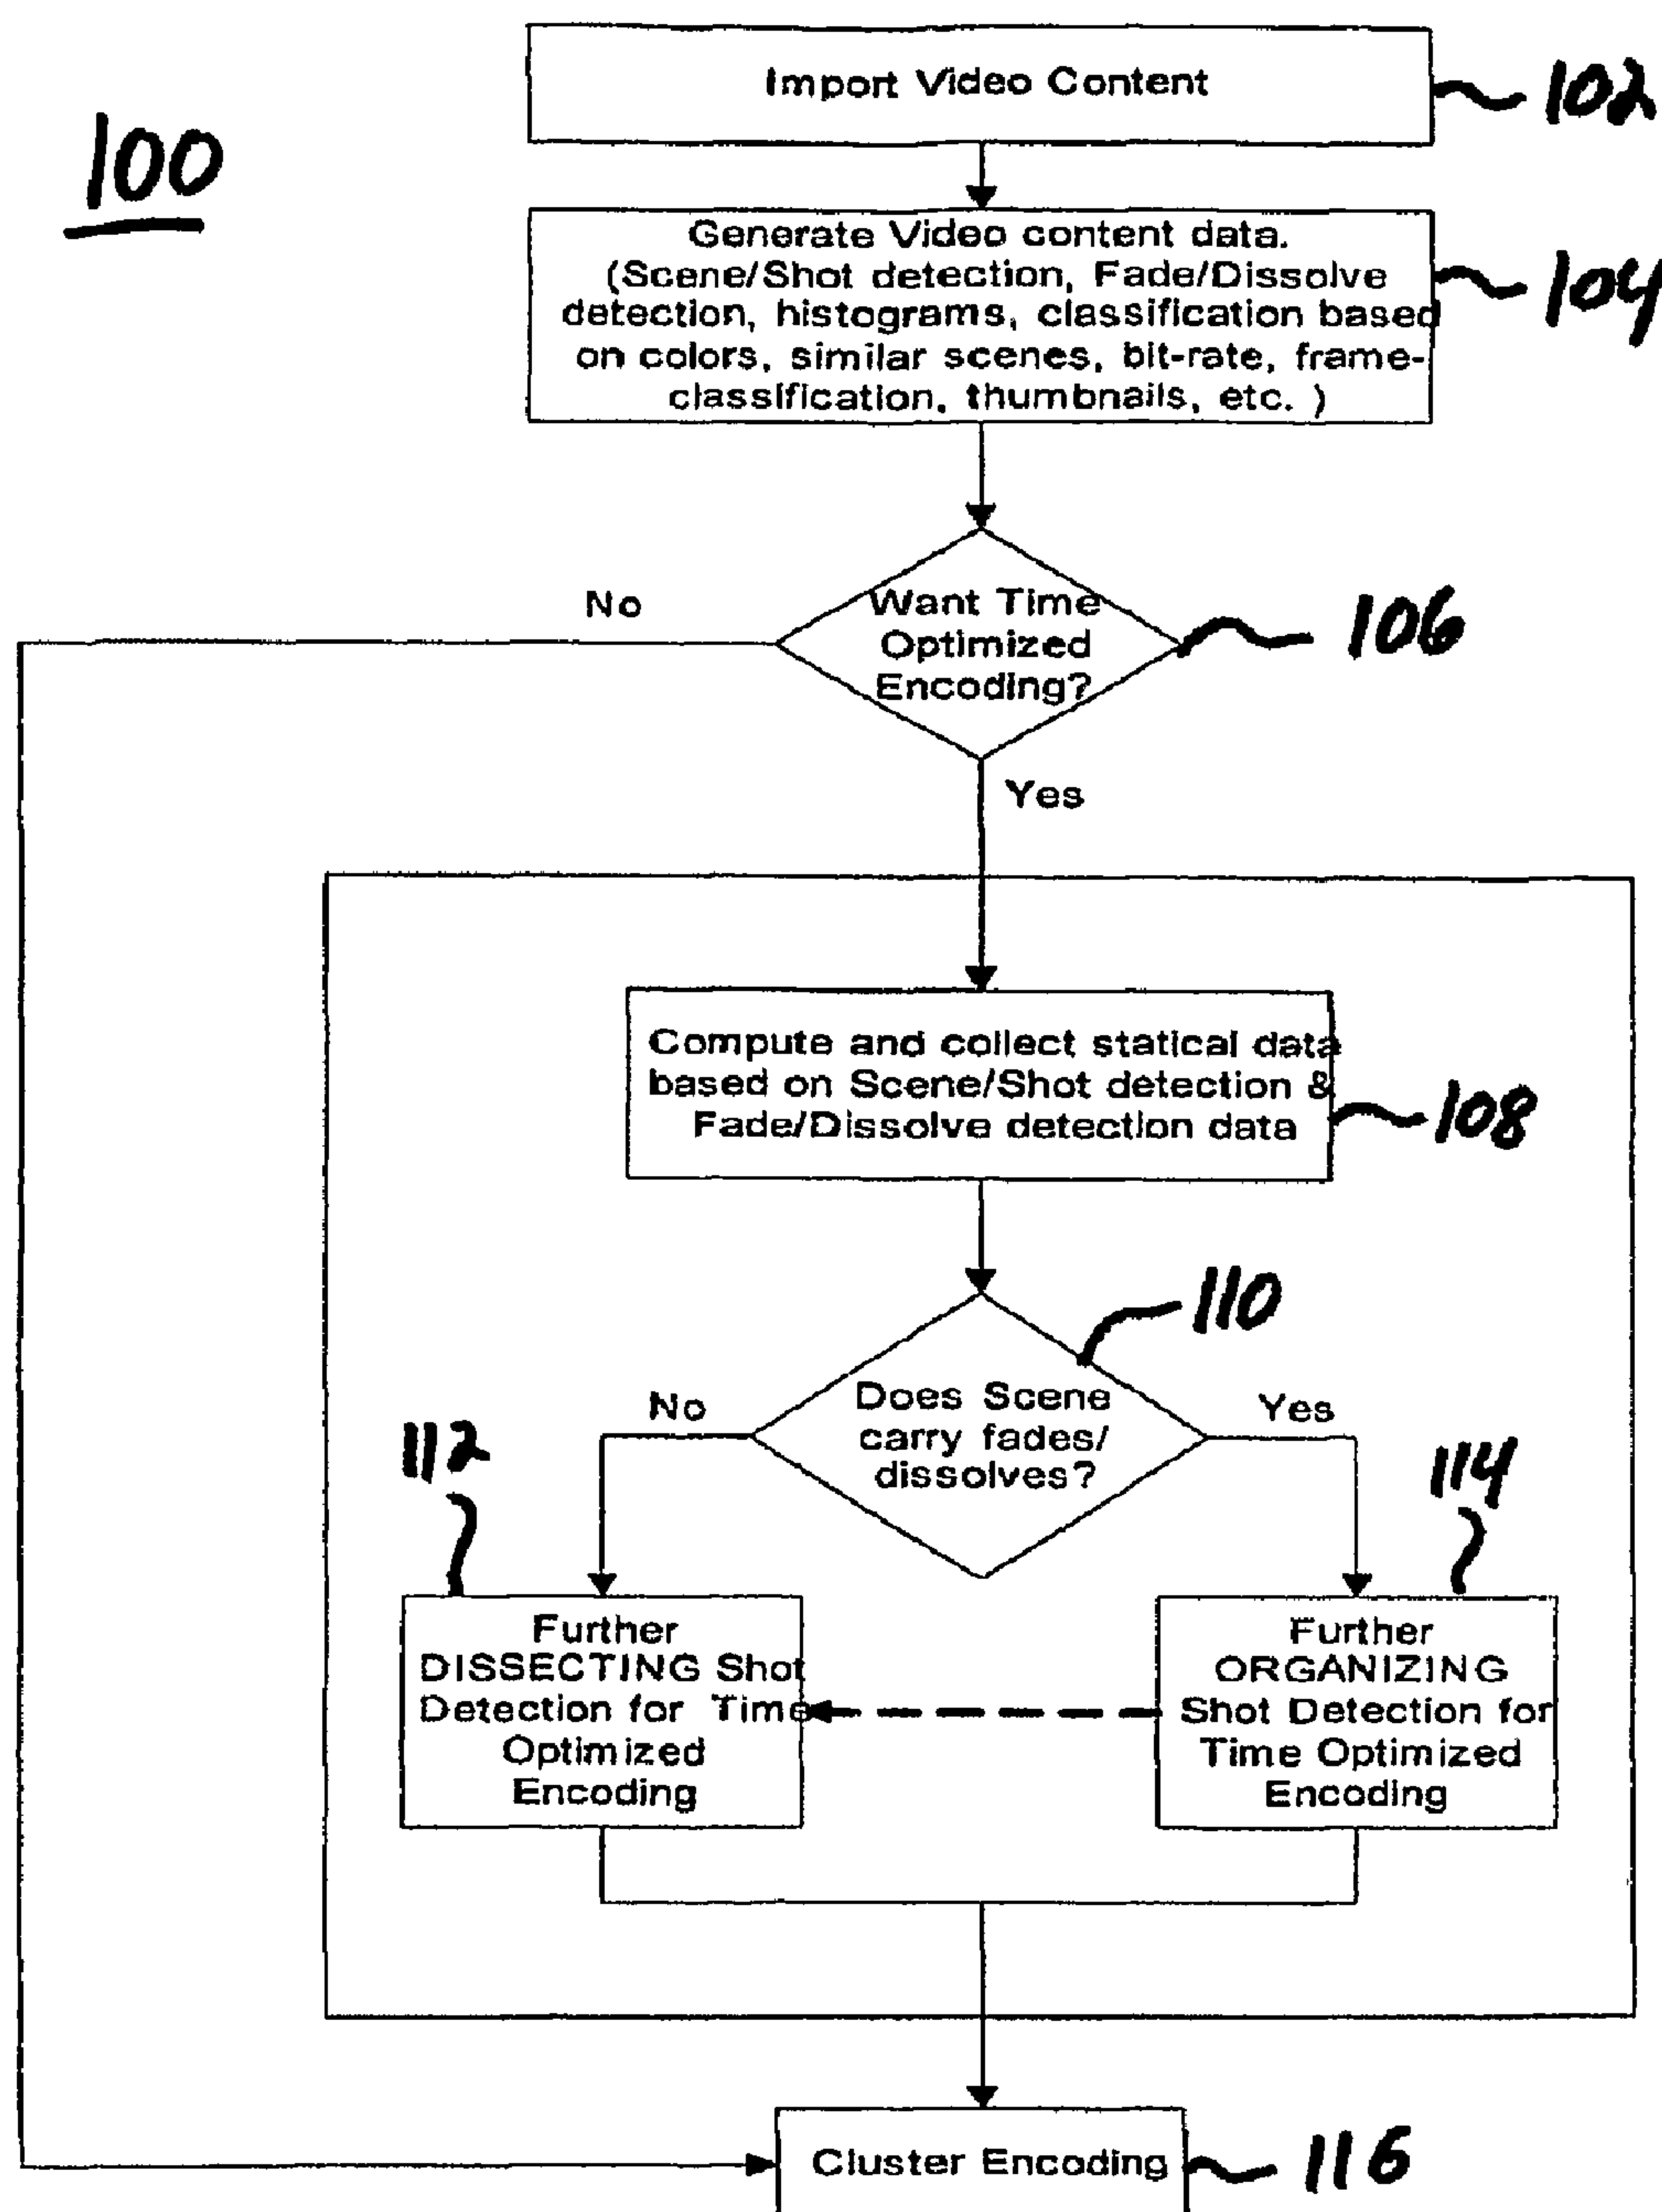 100
Import Video Content
102
Generate Video content data.
(Scene/Shot detection, Fade/Dissolve
detection, histograms, classification based
on colors, similar scenes, bit-rate, frame-
classification, thumbnails, etc. )
104
No
Want Time
Optimized
Encoding?
106
Yes
Compute and collect statical data
based on Scene/Shot detection &
Fade/Dissolve detection data
108
110
No
Does Scene
carry fades/
dissolves?
Yes
112
114
Further
DISSECTING Shot
Detection for Time
Optimized
Encoding
Further
ORGANIZING
Shot Detection for
Time Optimized
Encoding
Cluster Encoding
116